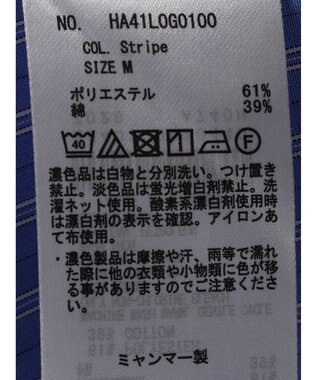 NO. HA41LOG0100
COL. Stripe
SIZE M
ポリエステル 61%
綿 39%
40
濃色品は白物と分別洗い。つけ置き
禁止。淡色品は蛍光増白剤禁止。洗
濯ネット使用。酸素系漂白剤使用時
は漂白剤の表示を確認。アイロンあ
て布使用。
・濃色製品は摩擦や汗、雨等で濡れ
た際に他の衣類や小物類に色が移
る事がありますのでご注意くださ
い。
ミャンマー製